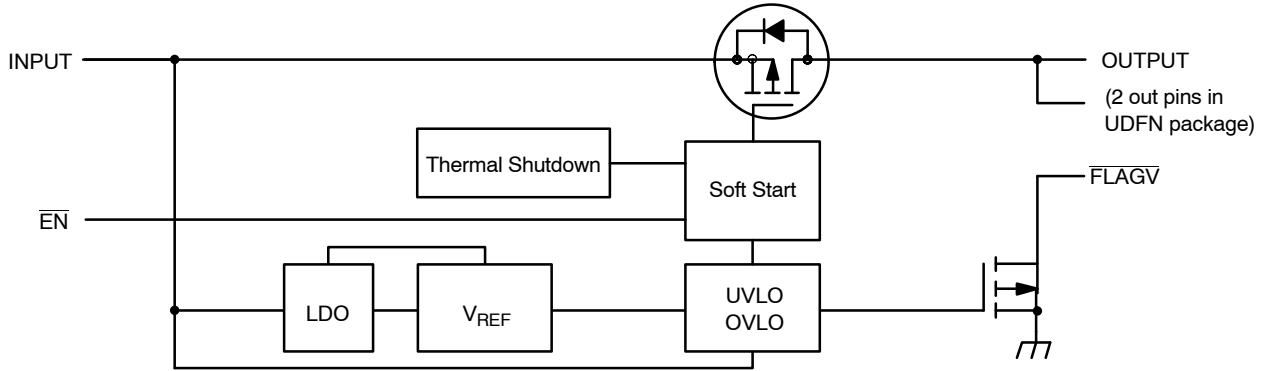 INPUT
OUTPUT
(2 out pins in
UDFN package)
Thermal Shutdown
Soft Start
FLAGV
EN
LDO
VREF
UVLO
OVLO